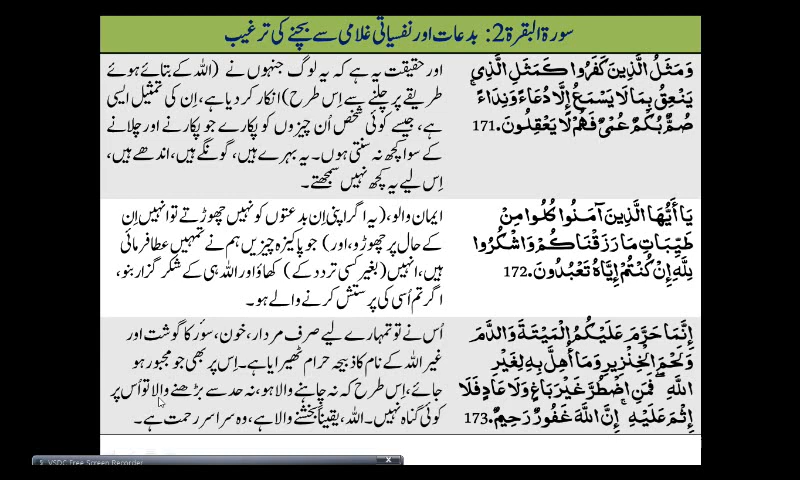 سورۃ البقرۃ 2: بدعات اور نفسیاتی غلامی سے بچنے کی ترغیب
وَمَثَلُ الَّذِينَ كَفَرُوا كَمَثَلِ الَّذِي
يَنْعِقُ بِمَا لَا يَسْمَعُ إِلَّا دُعَاءً وَنِدَاءً ۚ
صُمٌّ بُكْمٌ عُمْيٌ فَهُمْ لَا يَعْقِلُونَ.171
اور حقیقت یہ ہے کہ یہ لوگ جنہوں نے (اللہ کے بتائے ہوئے
طریقے پر چلنے سے اِس طرح) انکار کر دیا ہے، اِن کی تمثیل ایسی
ہے، جیسے کوئی شخص اُن چیزوں کو پکارے جو پکارنے اور چلانے
کے سوا کچھ نہ سنتی ہوں۔ یہ بہرے ہیں، گونگے ہیں، اندھے ہیں،
اِس لیے یہ کچھ نہیں سمجھتے۔
يَا أَيُّهَا الَّذِينَ آمَنُوا كُلُوا مِنْ
طَيِّبَاتِ مَا رَزَقْنَاكُمْ وَاشْكُرُوا
لِلَّهِ إِنْ كُنْتُمْ إِيَّاهُ تَعْبُدُونَ.172
ایمان والو، (یہ اگر اپنی اِن بدعتوں کو نہیں چھوڑتے تو انہیں اِن
کے حال پر چھوڑو، اور) جو پاکیزہ چیزیں ہم نے تمہیں عطا فرمائی
ہیں، انہیں (بغیر کسی تردد کے) کھاؤ اور اللہ ہی کے شکر گزار بنو،
اگر تم اُسی کی پرستش کرنے والے ہو۔
إِنَّمَا حَرَّمَ عَلَيْكُمُ الْمَيْتَةَ وَالدَّمَ
وَلَحْمَ الْخِنْزِيرِ وَمَا أُهِلَّ بِهِ لِغَيْرِ
اللَّهِ ۖ فَمَنِ اضْطُرَّ غَيْرَ بَاغٍ وَلَا عَادٍ فَلَا
إِثْمَ عَلَيْهِ ۚ إِنَّ اللَّهَ غَفُورٌ رَحِيمٌ.173
اُس نے تو تمہارے لیے صرف مردار، خون، سوٴر کا گوشت اور
غیر اللہ کے نام کا ذبیحہ حرام ٹھیرایا ہے۔ اِس پر بھی جو مجبور ہو
جائے، اِس طرح کہ نہ چاہنے والا ہو، نہ حد سے بڑھنے والا تو اُس پر
کوئی گناہ نہیں۔ اللہ، یقیناً بخشنے والا ہے، وہ سراسر رحمت ہے۔
VSDC Free Screen Recorder